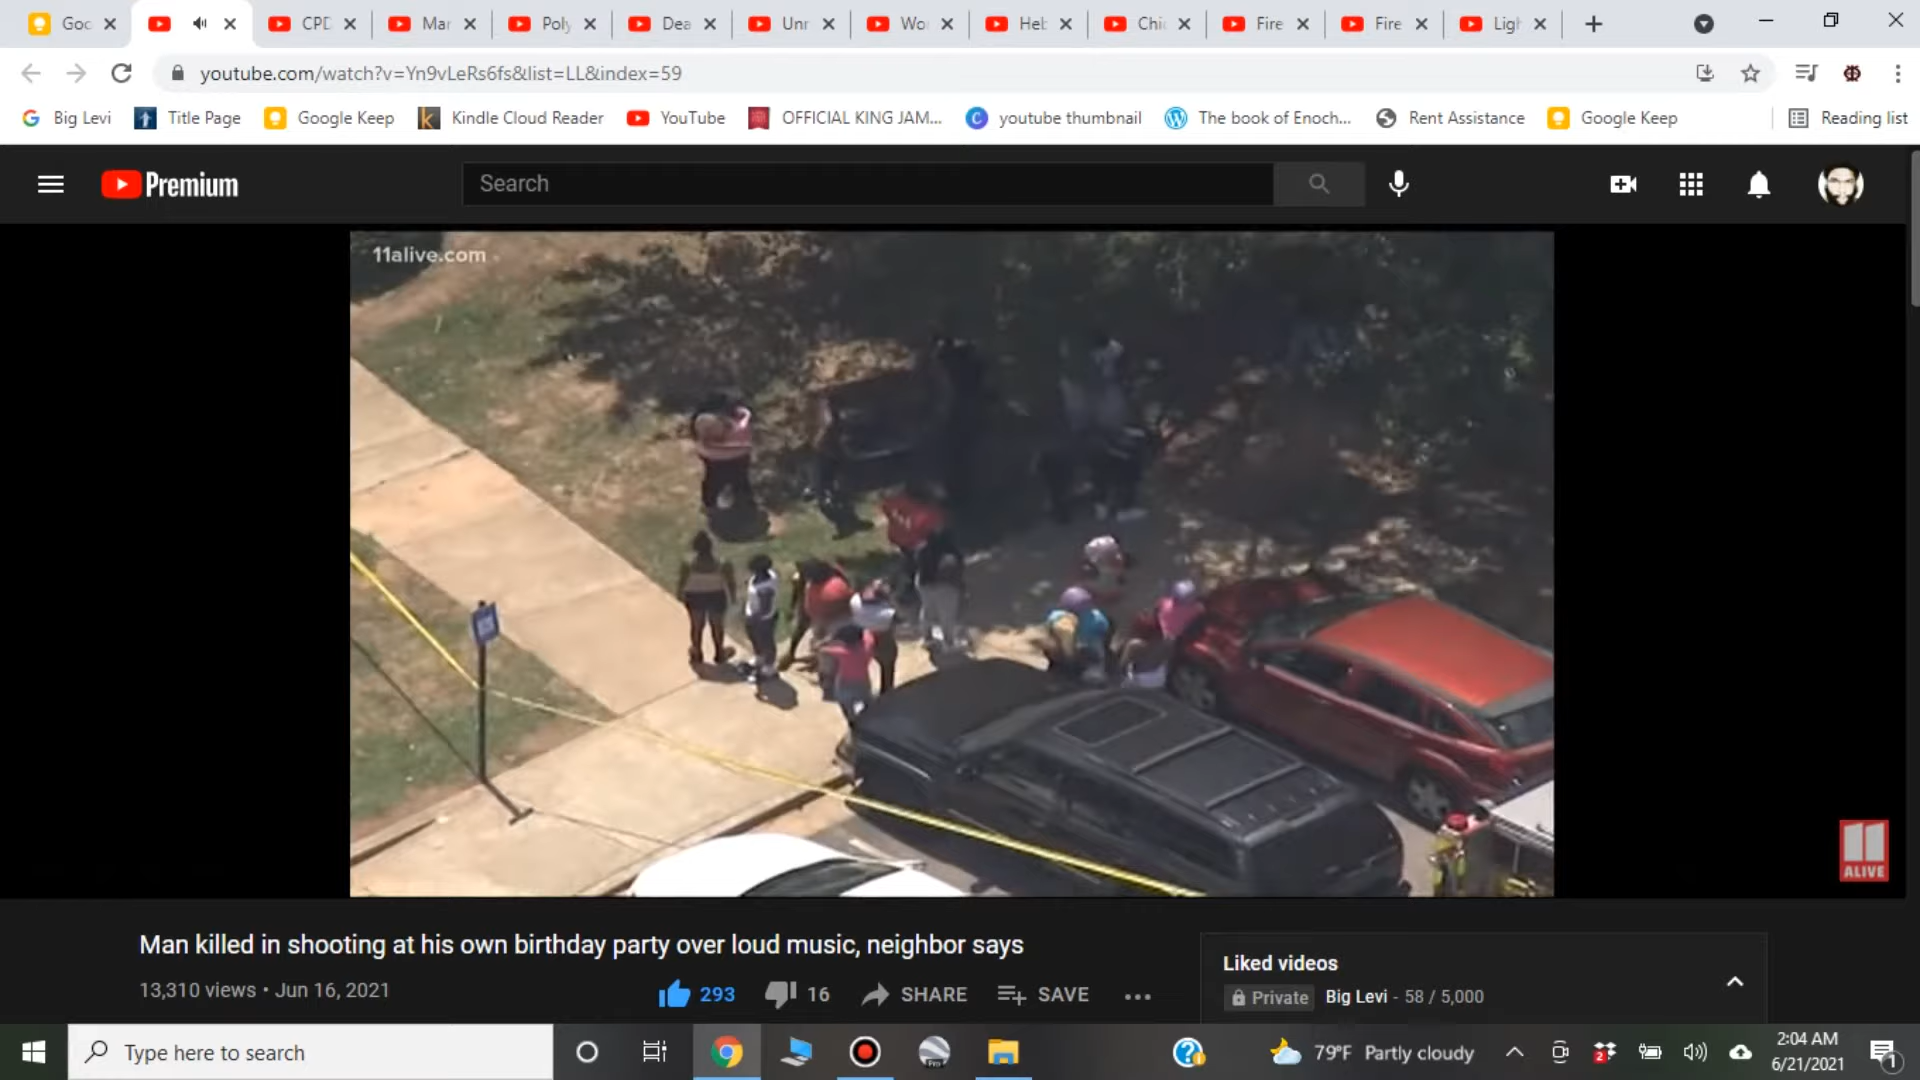 Goc
CPD
Mar
Poly
Dea
Unr
Wo
Heb
Chi
Fire
Fire
Ligh
youtube.com/watch?v=Yn9vLeRs6fs&list=LL&index=59
Big Levi
Title Page
Google Keep
Kindle Cloud Reader
YouTube
OFFICIAL KING JAM...
youtube thumbnail
The book of Enoch...
Rent Assistance
Google Keep
Reading list
Premium
Search
11alive.com
11
ALIVE
Man killed in shooting at his own birthday party over loud music, neighbor says
13,310 views • Jun 16, 2021
293
16
SHARE
SAVE
Liked videos
Private Big Levi - 58 / 5,000
Type here to search
79°F Partly cloudy
2:04 AM
6/21/2021